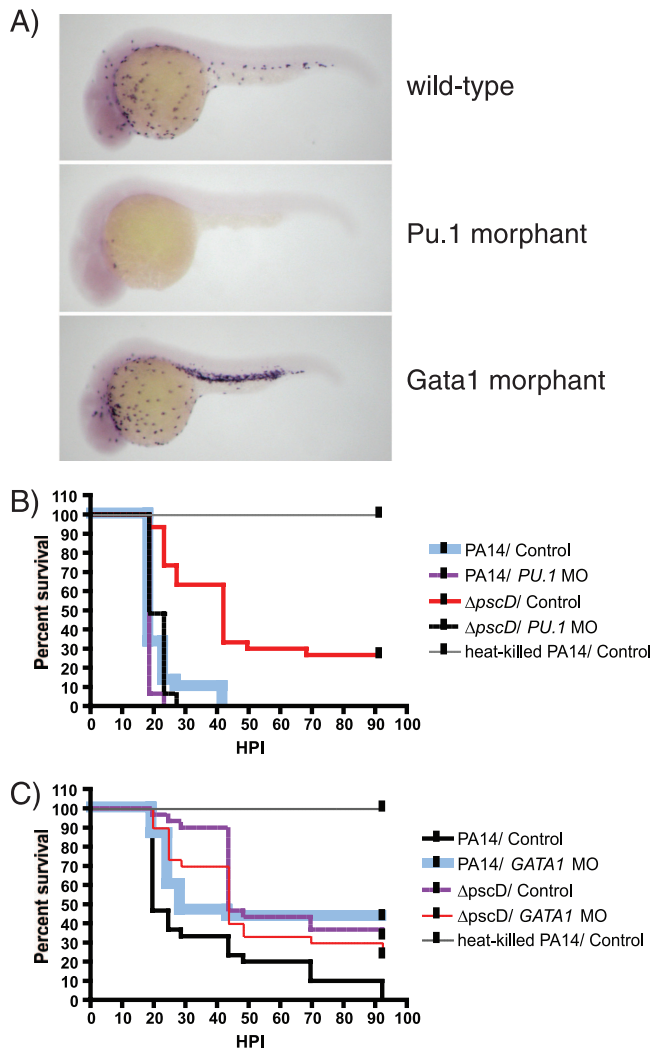 A)
wild-type
Pu.1 morphant
Gata1 morphant
B)
110
100
90
80
70
60
50
40
30
20
10
0
Percent survival
0 10 20 30 40 50 60 70 80 90 100
HPI
PA14/ Control
PA14/ PU.1 MO
ΔpscD/ Control
ΔpscD/ PU.1 MO
heat-killed PA14/ Control
C)
110
100
90
80
70
60
50
40
30
20
10
0
Percent survival
0 10 20 30 40 50 60 70 80 90 100
HPI
PA14/ Control
PA14/ GATA1 MO
ΔpscD/ Control
ΔpscD/ GATA1 MO
heat-killed PA14/ Control